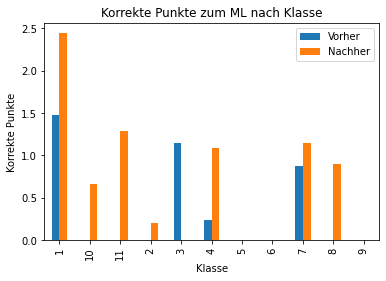 Korrekte Punkte zum ML nach Klasse
Vorher
Nachher
Korrekte Punkte
2.5
2.0
1.5
1.0
0.5
0.0
1 10 11 2 3 4 5 6 7 8 9
Klasse